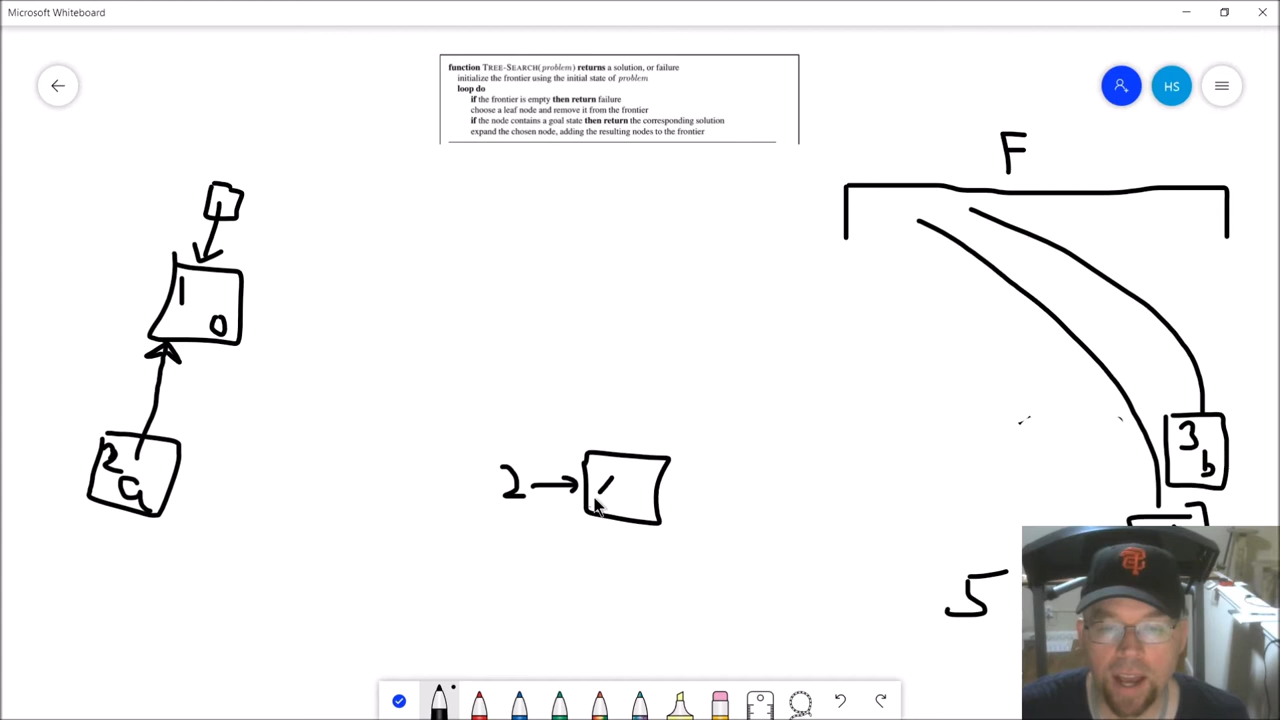 Microsoft Whiteboard
function TREE-SEARCH(problem) returns a solution, or failure
initialize the frontier using the initial state of problem
loop do
if the frontier is empty then return failure
choose a leaf node and remove it from the frontier
if the node contains a goal state then return the corresponding solution
expand the chosen node, adding the resulting nodes to the frontier
HS
F
1
0
2
a
2
3
b
5